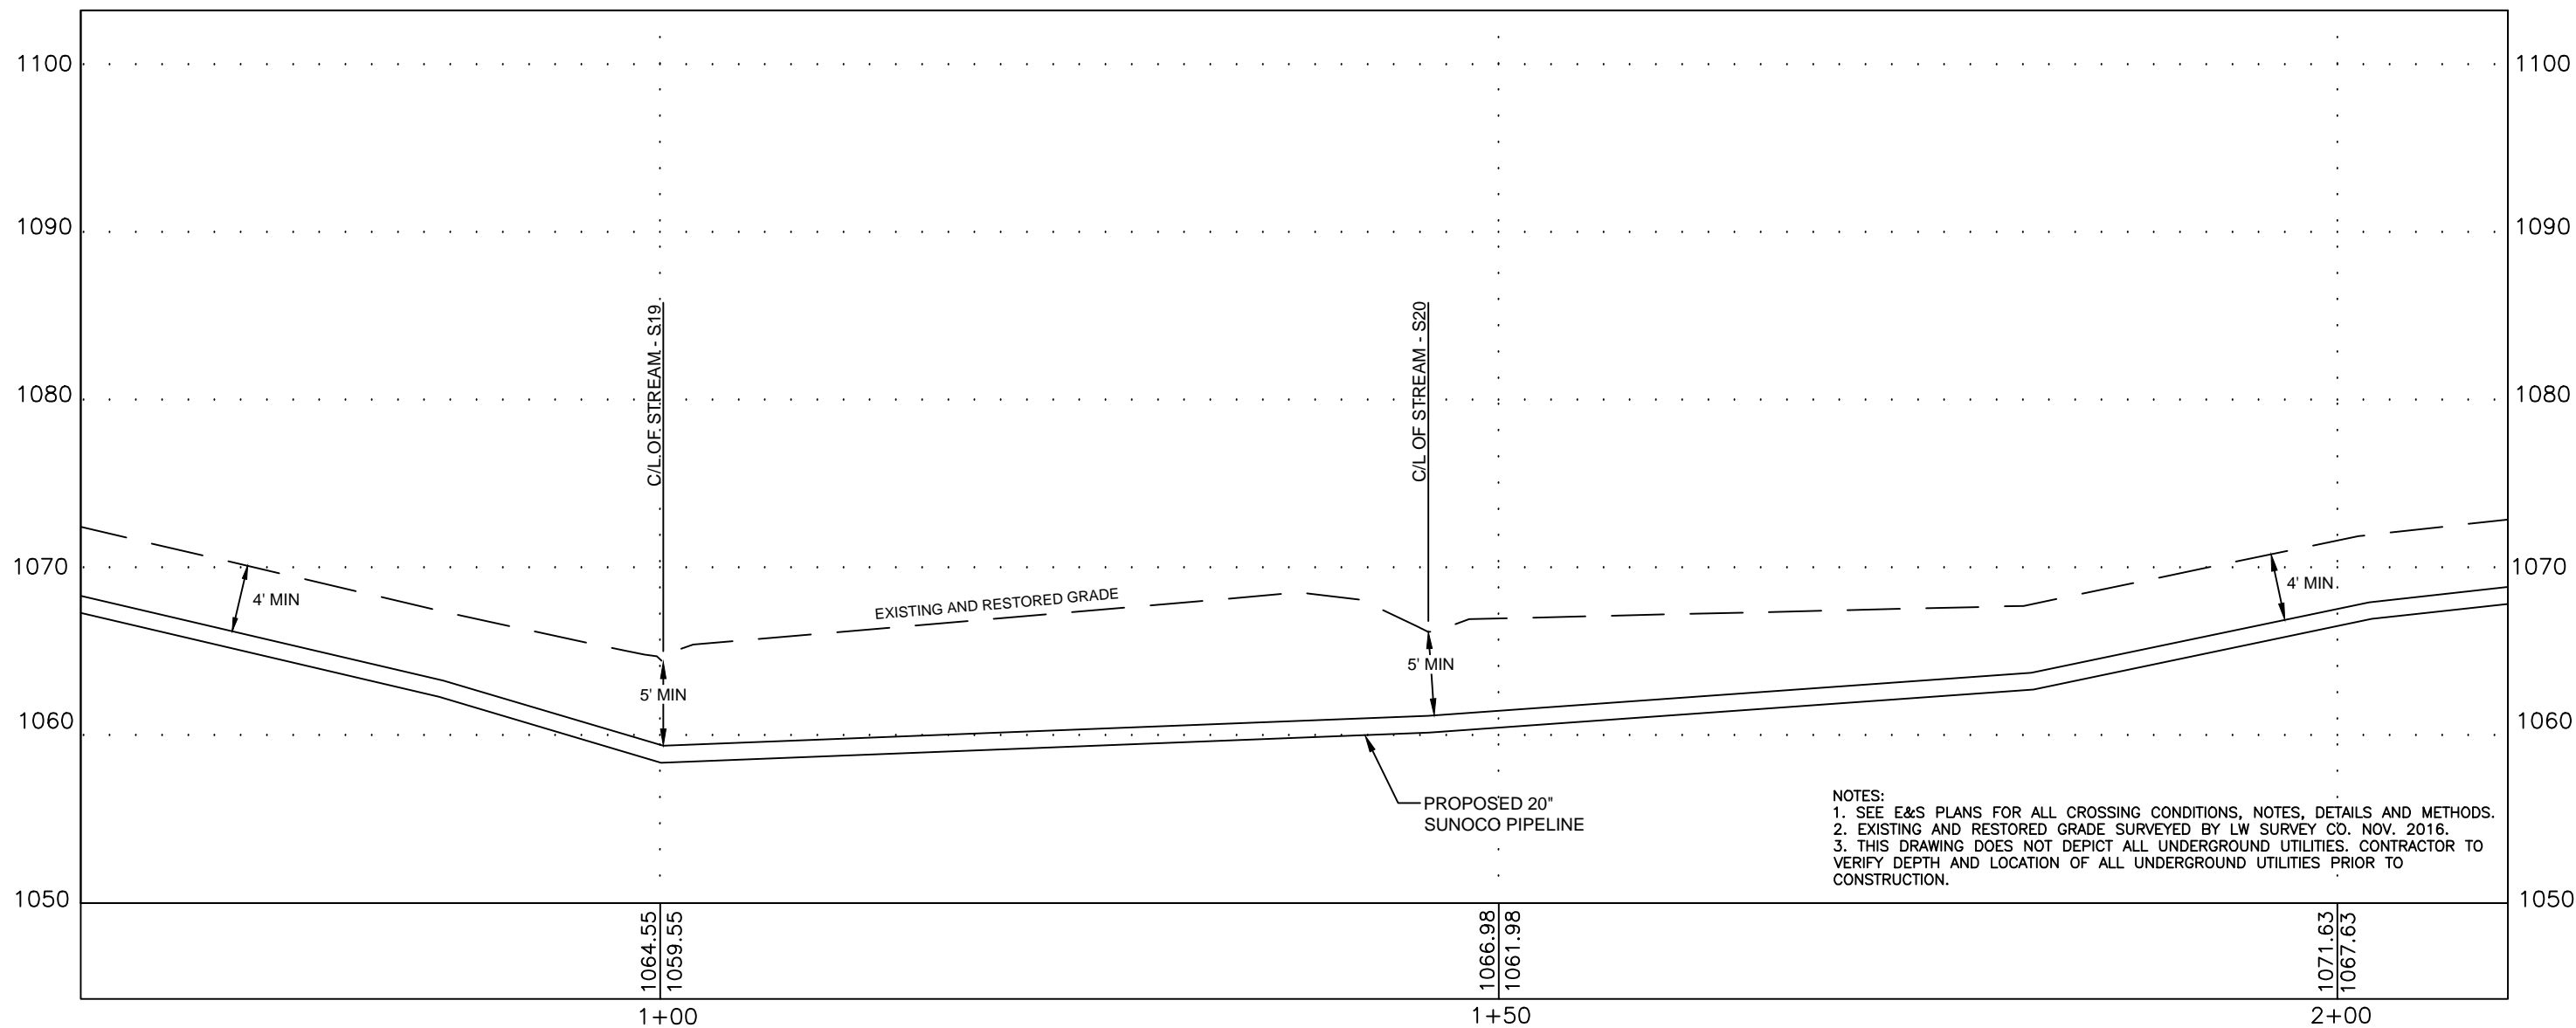 1100
1100
1090
1090
1080
1080
C/L OF STREAM - S19
C/L OF STREAM - S20
1070
1070
4' MIN
4' MIN.
EXISTING AND RESTORED GRADE
5' MIN
5' MIN
1060
1060
PROPOSED 20"
SUNOCO PIPELINE
NOTES:
1. SEE E&S PLANS FOR ALL CROSSING CONDITIONS, NOTES, DETAILS AND METHODS.
2. EXISTING AND RESTORED GRADE SURVEYED BY LW SURVEY CO. NOV. 2016.
3. THIS DRAWING DOES NOT DEPICT ALL UNDERGROUND UTILITIES. CONTRACTOR TO
VERIFY DEPTH AND LOCATION OF ALL UNDERGROUND UTILITIES PRIOR TO
CONSTRUCTION.
1050
1050
1064.55
1059.55
1066.98
1061.98
1071.63
1067.63
1+00
1+50
2+00